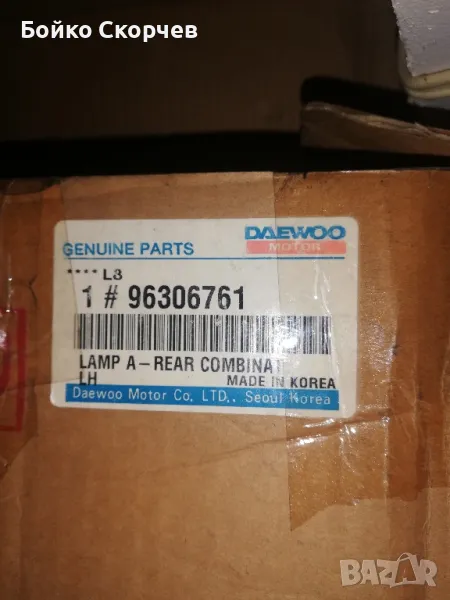 Бойко Скорчев
DAEWOO
MOTOR
GENUINE PARTS
**** L3
1 # 96306761
LAMP A-REAR COMBINAT
LH MADE IN KOREA
Daewoo Motor Co, LTD., Seoul Korea
BAZAR